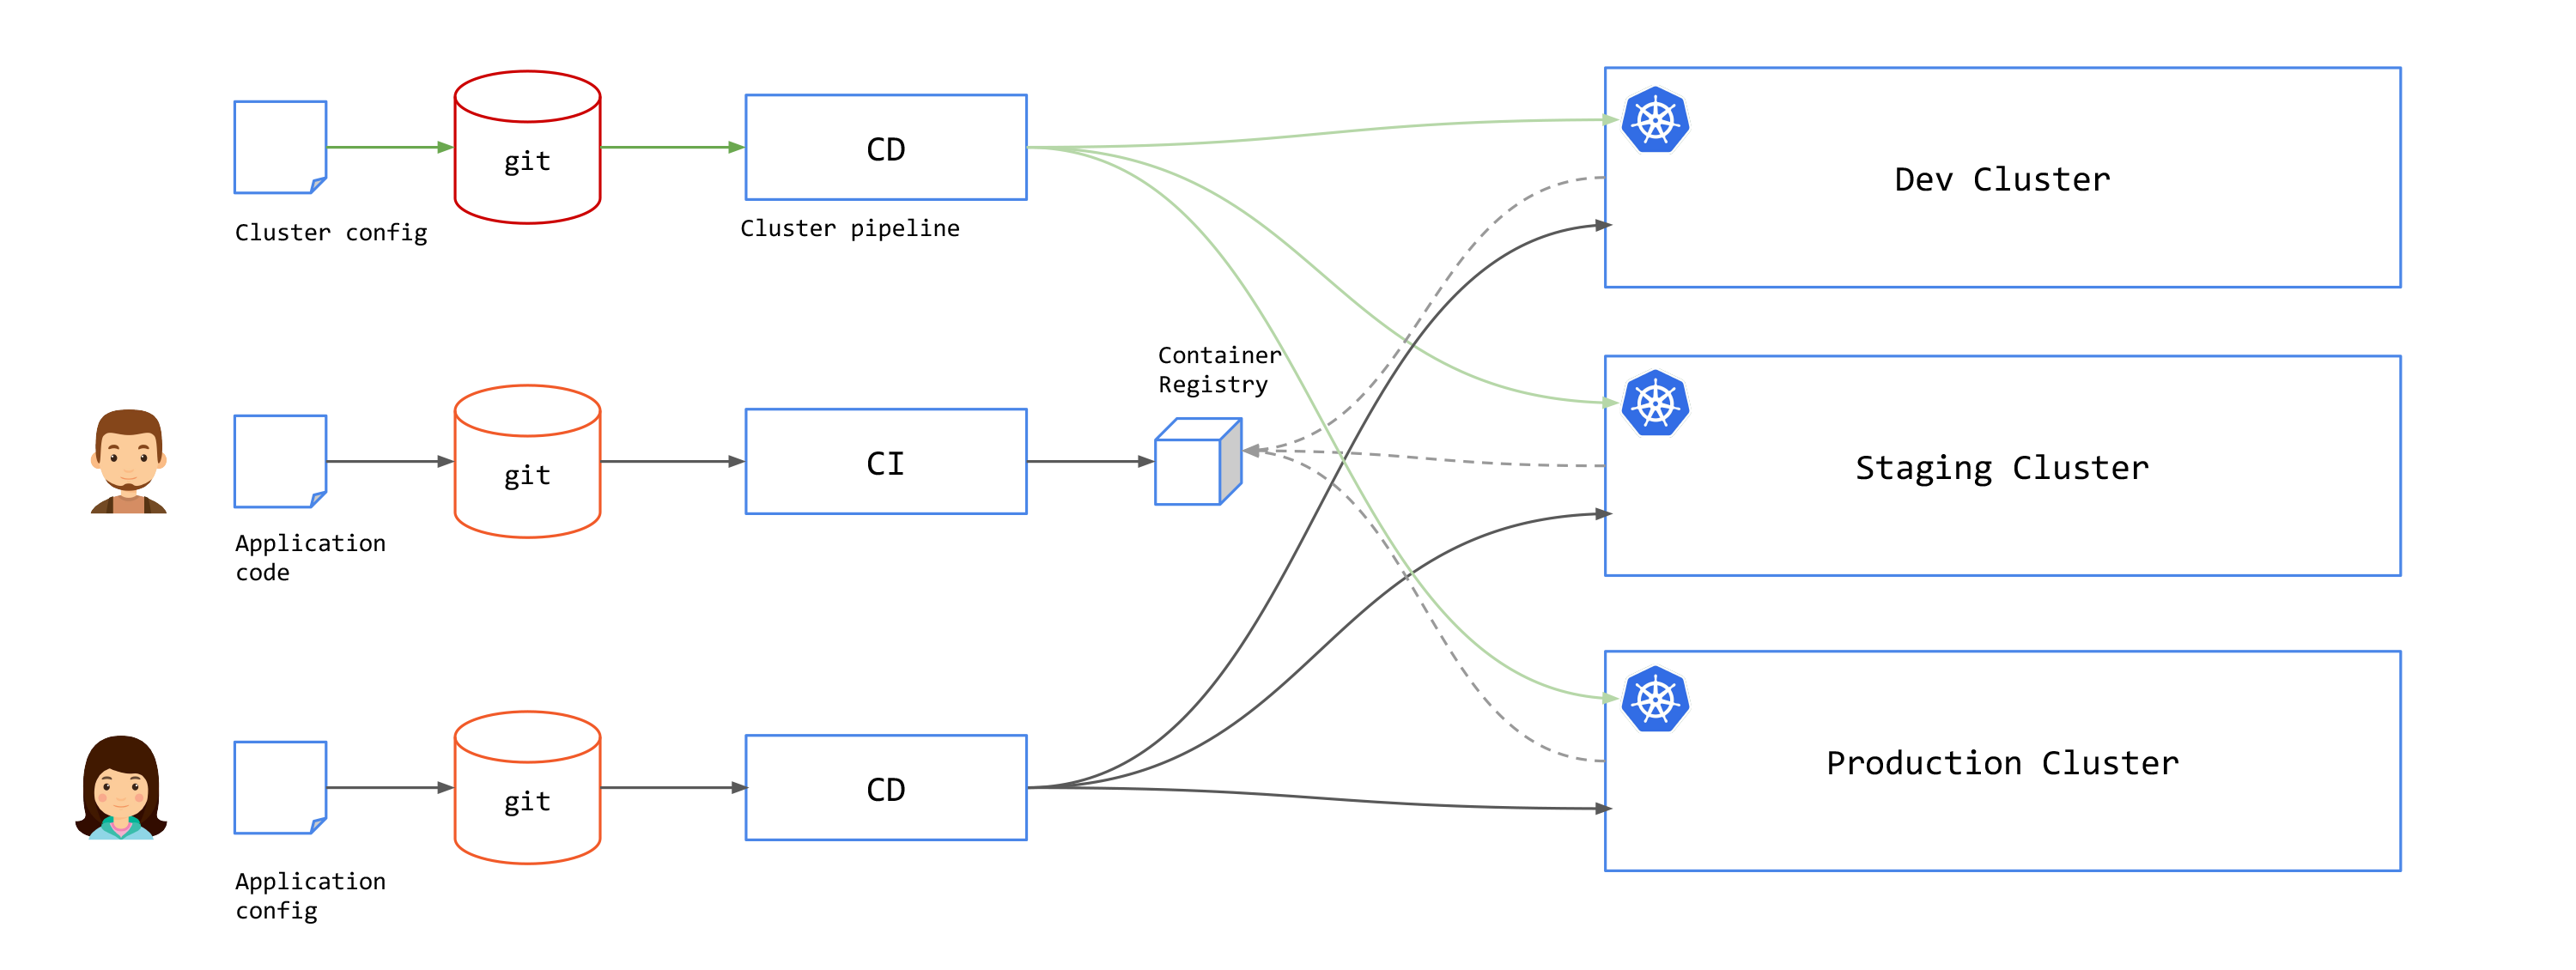 git
CD
Cluster config
Cluster pipeline
Dev Cluster
Container
Registry
git
CI
Application
code
Staging Cluster
git
CD
Application
config
Production Cluster